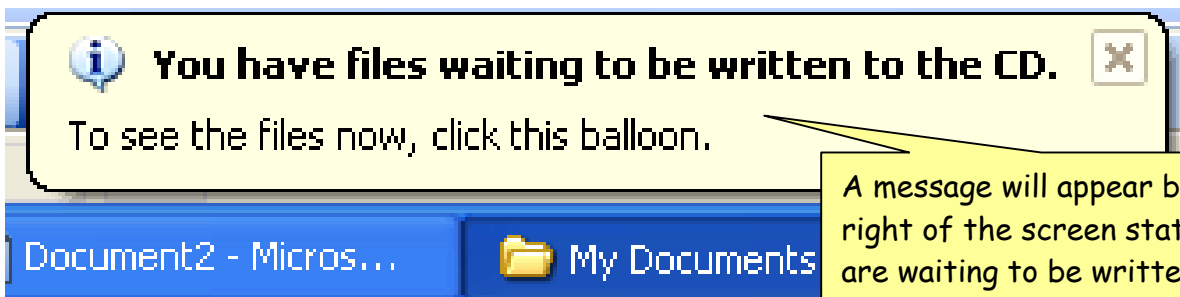 You have files waiting to be written to the CD.
To see the files now, click this balloon.
A message will appear b
right of the screen stat
are waiting to be writte
Document2 - Micros...
My Documents